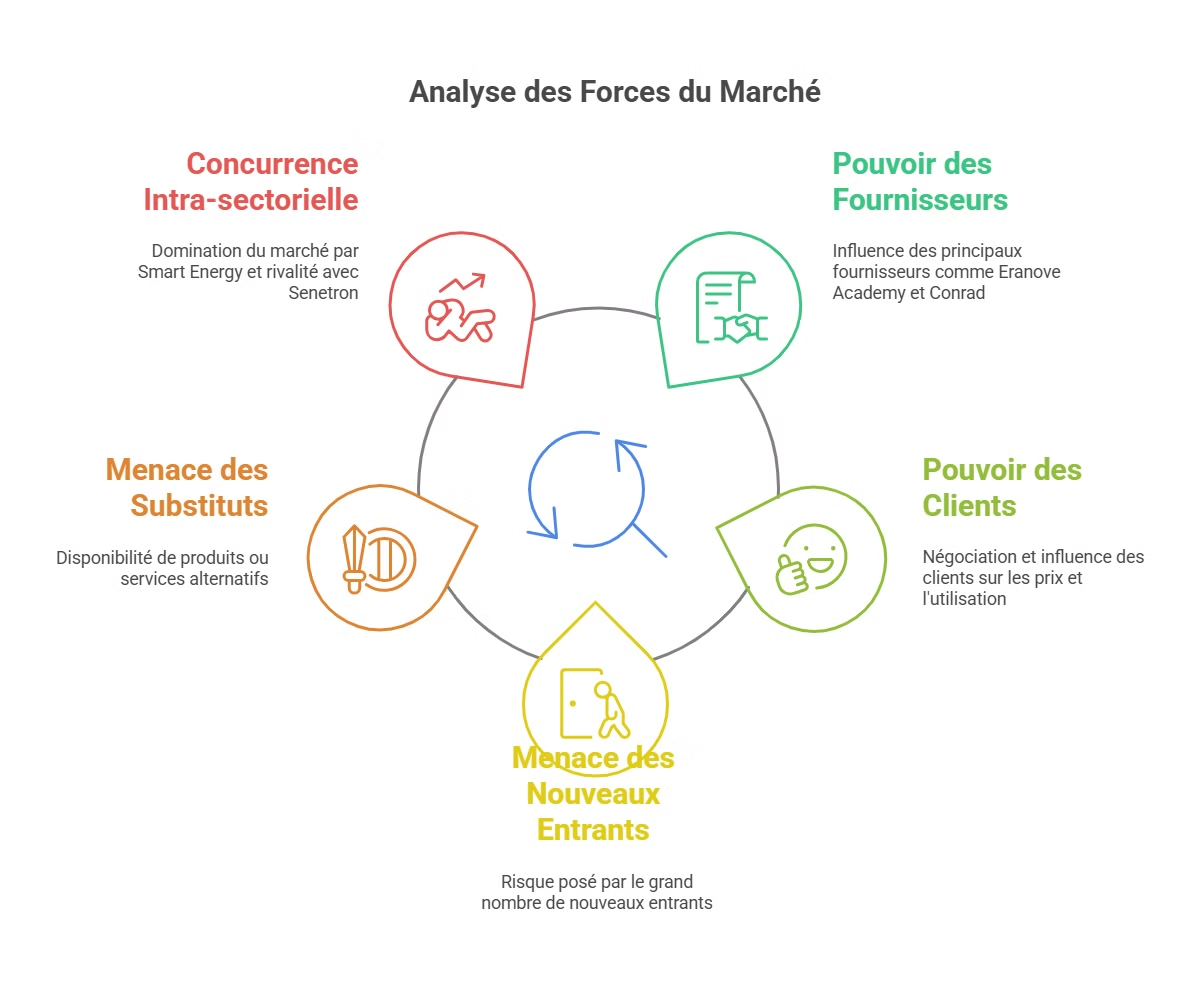 Analyse des Forces du Marché
Concurrence
Intra-sectorielle
Domination du marché par
Smart Energy et rivalité avec
Senetron
Pouvoir des
Fournisseurs
Influence des principaux
fournisseurs comme Eranove
Academy et Conrad
Menace des
Substituts
Disponibilité de produits ou
services alternatifs
Pouvoir des
Clients
Négociation et influence des
clients sur les prix et
l'utilisation
Menace des
Nouveaux
Entrants
Risque posé par le grand
nombre de nouveaux entrants